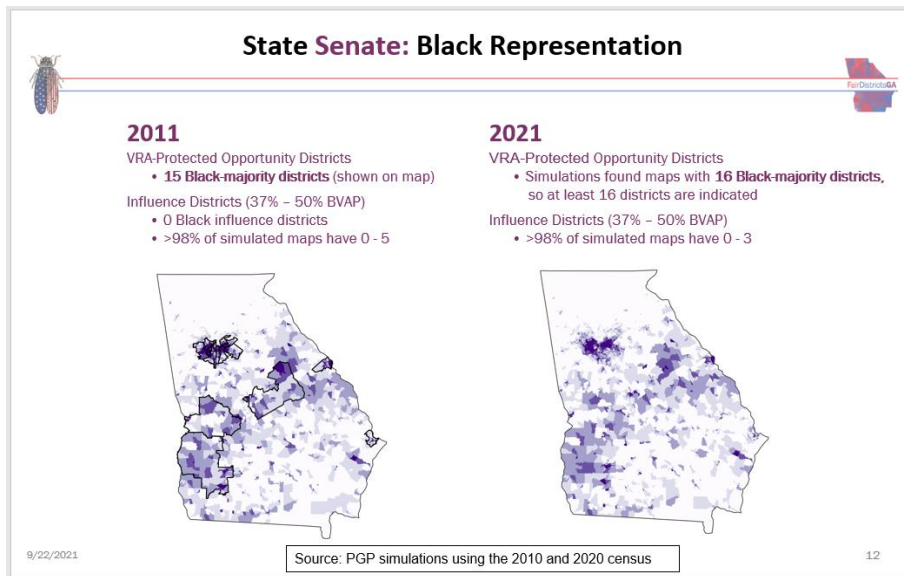 State Senate: Black Representation
FairDistrictsGA
2011
VRA-Protected Opportunity Districts
• 15 Black-majority districts (shown on map)
Influence Districts (37% – 50% BVAP)
• 0 Black influence districts
• >98% of simulated maps have 0 - 5
2021
VRA-Protected Opportunity Districts
• Simulations found maps with 16 Black-majority districts,
so at least 16 districts are indicated
Influence Districts (37% – 50% BVAP)
• >98% of simulated maps have 0 - 3
9/22/2021
Source: PGP simulations using the 2010 and 2020 census
12